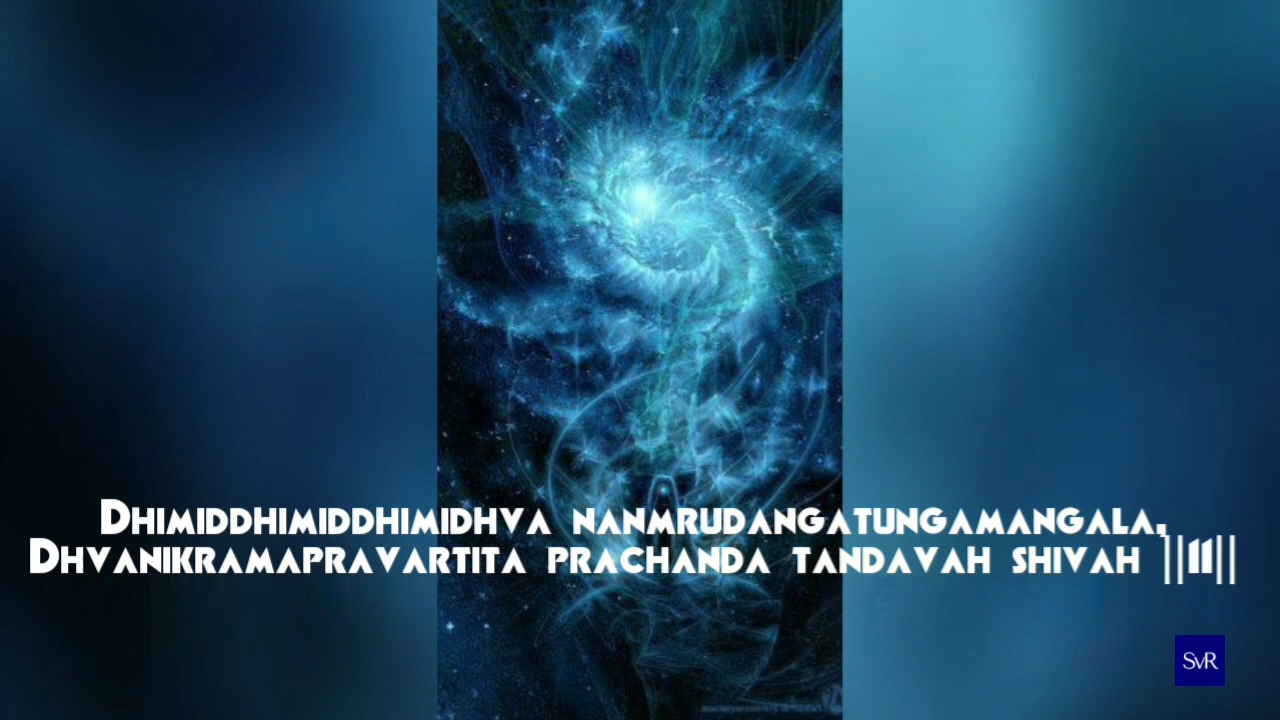 Dhimiddhimiddhimidhva nanmrudangatungamangala,
Dhvanikramapravartita prachanda tandavah shivah ||11||
SvR